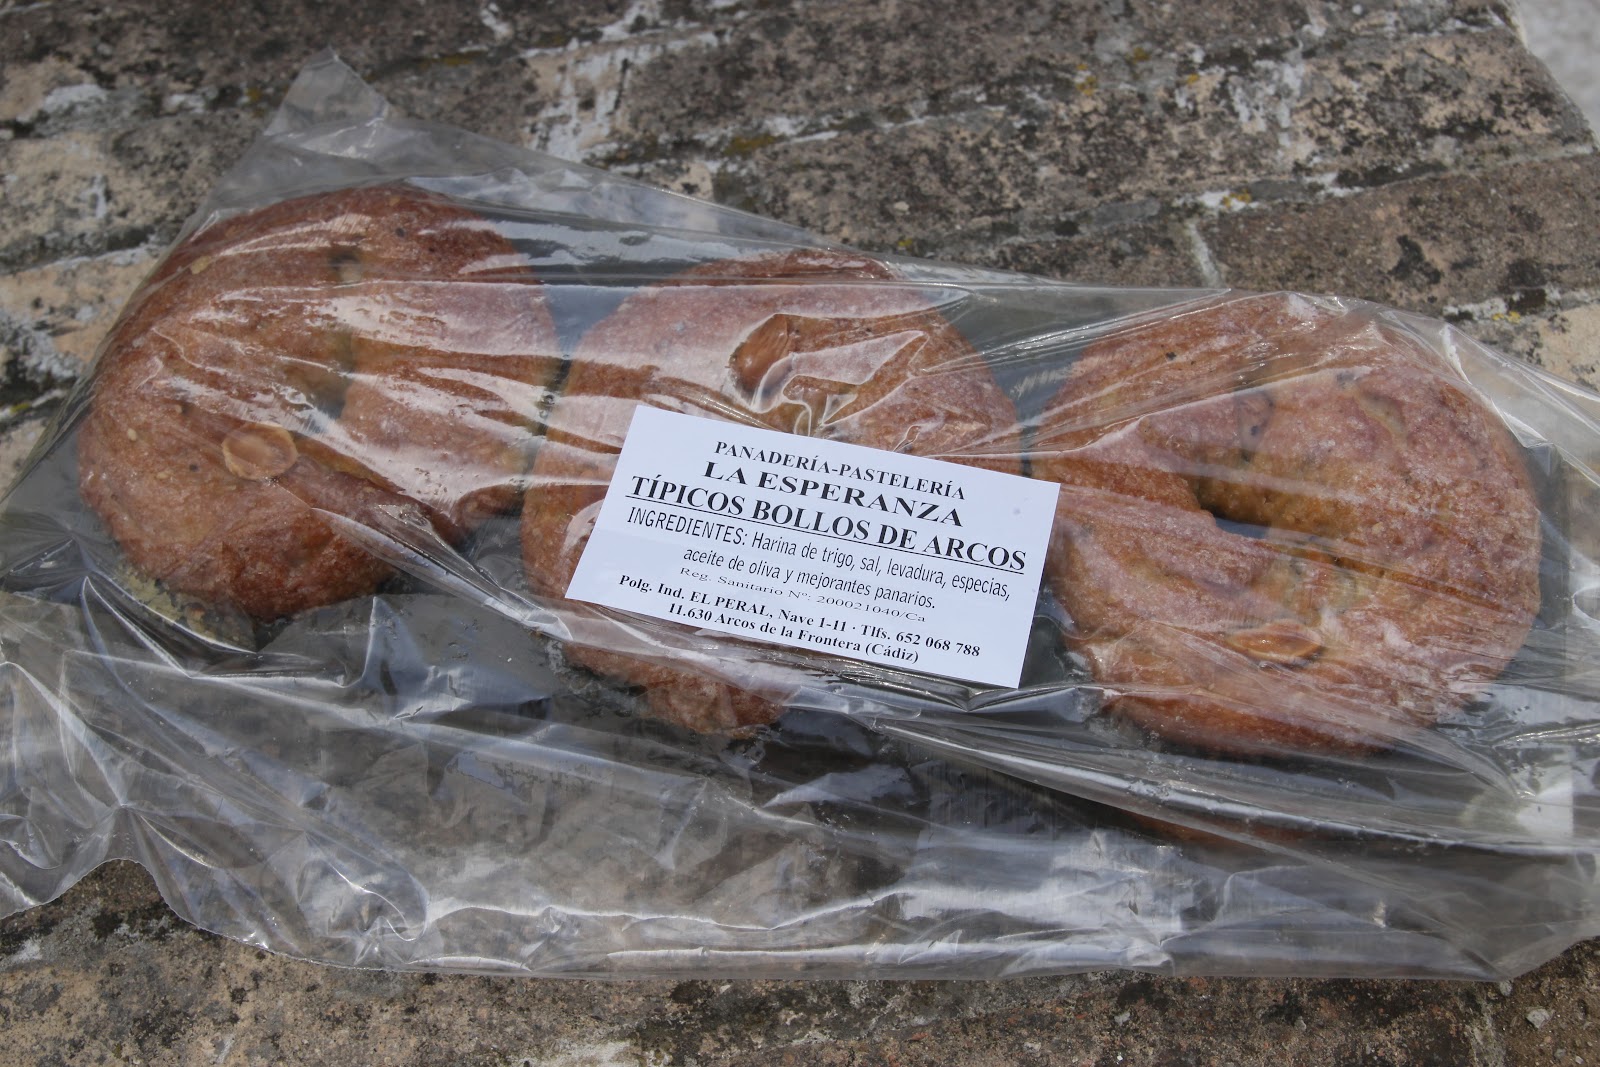 PANADERÍA-PASTELERÍA
LA ESPERANZA
TÍPICOS BOLLOS DE ARCOS
INGREDIENTES: Harina de trigo, sal, levadura, especias,
aceite de oliva y mejorantes panarios.
Reg. Sanitario Nº: 200021040/Ca
Polg. Ind. EL PERAL, Nave 1-11 · Tlfs. 652 068 788
11.630 Arcos de la Frontera (Cádiz)